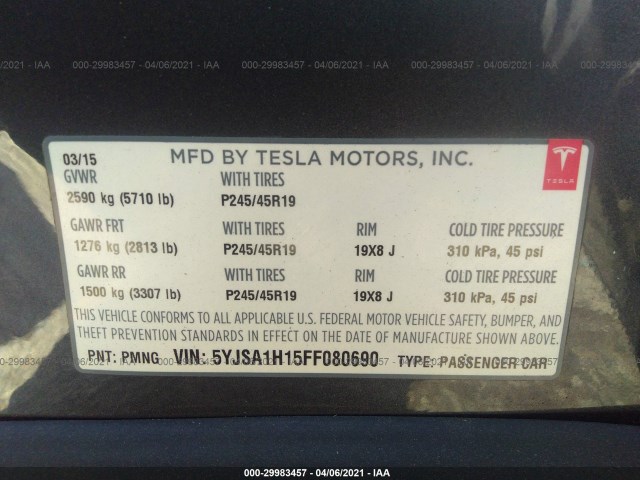 000-29983457 - 04/06/2021 - IAA
03/15 MFD BY TESLA MOTORS, INC.
TESLA
GVWR WITH TIRES
2590 kg (5710 lb) P245/45R19
GAWR FRT WITH TIRES RIM COLD TIRE PRESSURE
1276 kg (2813 lb) P245/45R19 19X8 J 310 kPa, 45 psi
GAWR RR WITH TIRES RIM COLD TIRE PRESSURE
1500 kg (3307 lb) P245/45R19 19X8 J 310 kPa, 45 psi
THIS VEHICLE CONFORMS TO ALL APPLICABLE U.S. FEDERAL MOTOR VEHICLE SAFETY, BUMPER, AND
THEFT PREVENTION STANDARDS IN EFFECT ON THE DATE OF MANUFACTURE SHOWN ABOVE.
PNT: PMNG VIN: 5YJSA1H15FF080690 TYPE: PASSENGER CAR
000-29983457 - 04/06/2021 - IAA